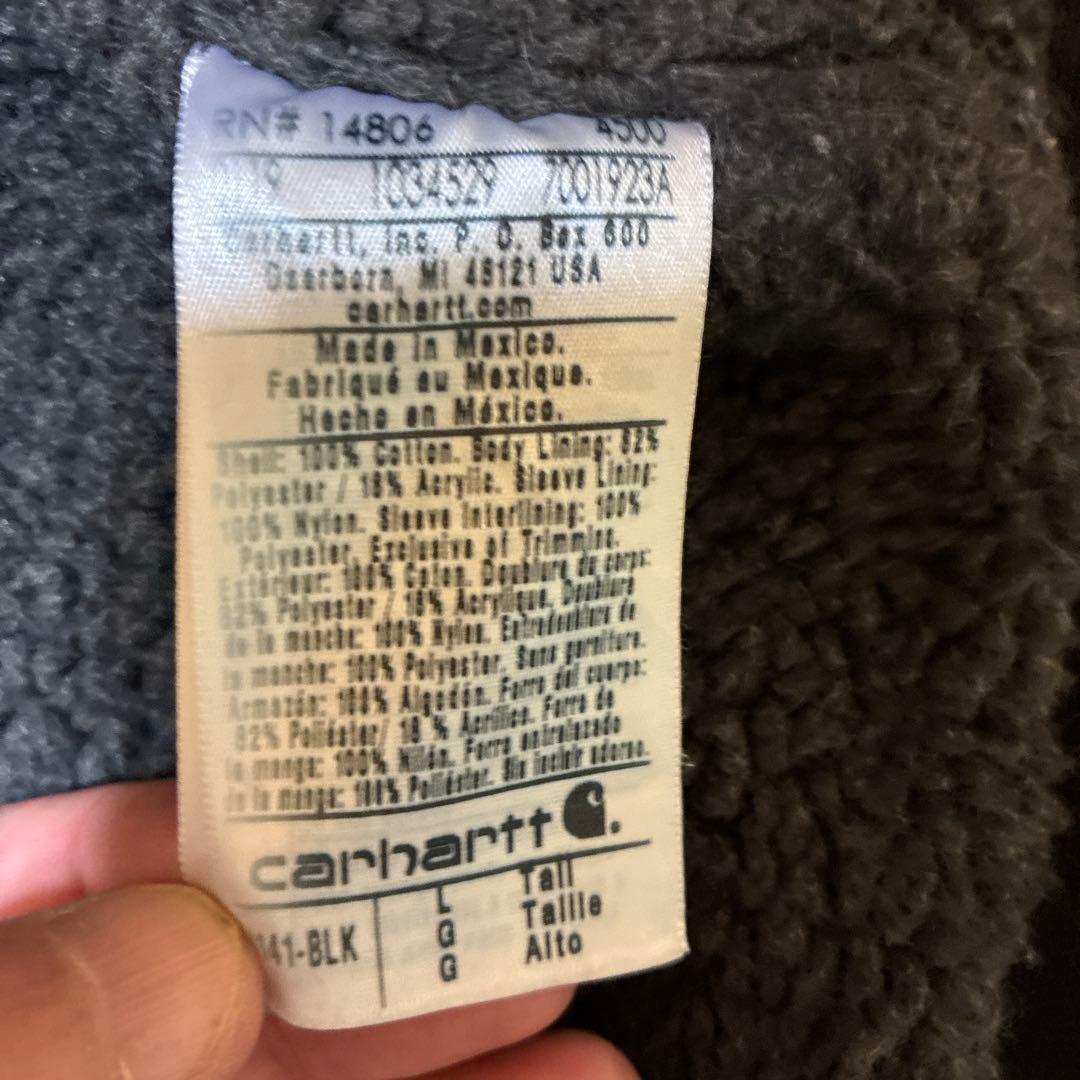 RN# 14806 4500
9 1034529 7001923A
Carhartt, Inc. P. O. Box 600
Dearborn, MI 48121 USA
carhartt.com
Made in Mexico.
Fabriqué au Mexique.
Hecho en México.
Shell: 100% Cotton. Body Lining: 82%
Polyester / 18% Acrylic. Sleeve Lining:
100% Nylon. Sleeve Interlining: 100%
Polyester. Exclusive of Trimming.
Extérieur: 100% Coton. Doublure du corps:
82% Polyester / 18% Acrylique. Doublure
de la manche: 100% Nylon. Entredoublure de
la manche: 100% Polyester. Sans garniture.
Armazón: 100% Algodón. Forro del cuerpo:
82% Poliéster/ 18 % Acrílico. Forro de
la manga: 100% Nilón. Forro entrelazado
de la manga: 100% Poliéster. Sin incluir adorno.
carhartt
41-BLK L Tall
G Taille
G Alto